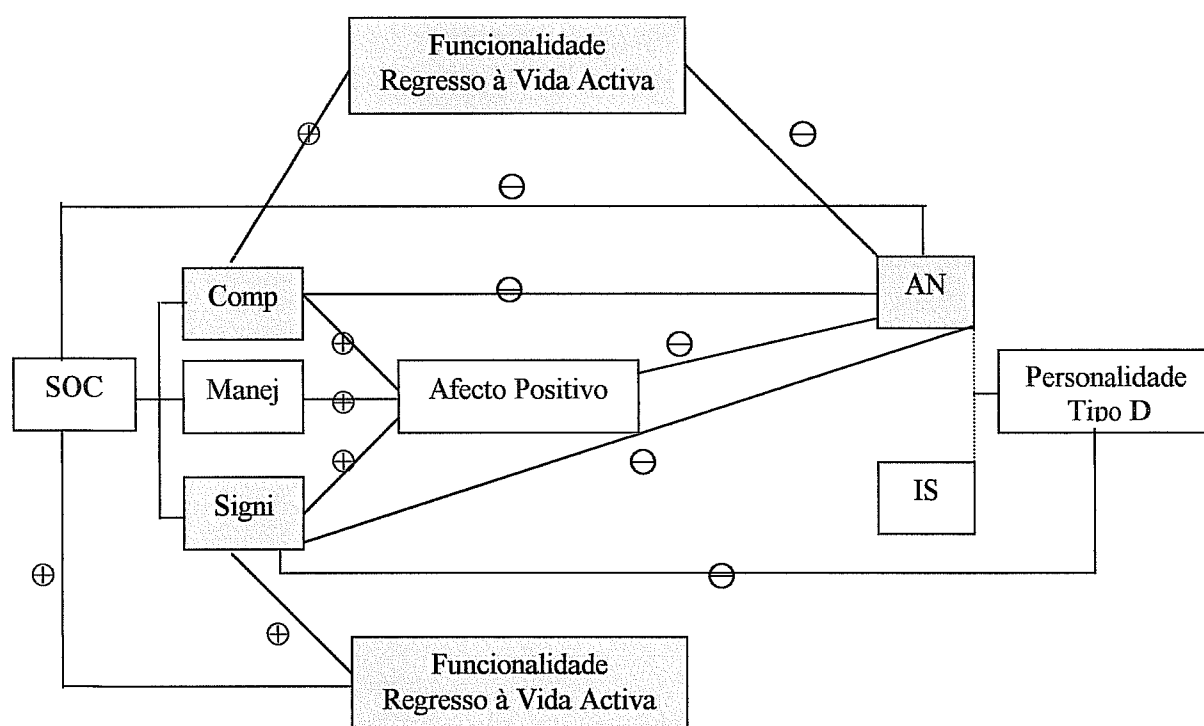 Funcionalidade
Regresso à Vida Activa
⊕
⊖
⊖
AN
Comp
⊖
⊕
⊖
SOC
Manej
⊕
Afecto Positivo
Personalidade
Tipo D
⊕
⊖
Signi
IS
⊕
⊖
⊕
Funcionalidade
Regresso à Vida Activa